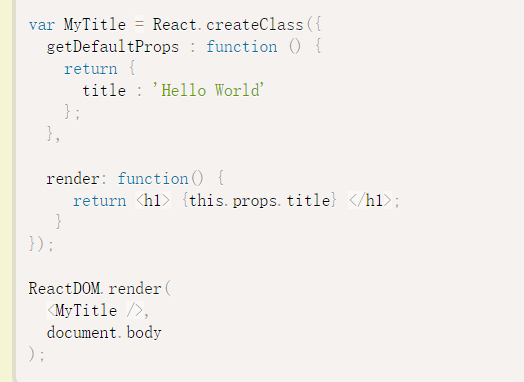 var MyTitle = React.createClass({
  getDefaultProps : function () {
    return {
      title : 'Hello World'
    };
  },

  render: function() {
     return <h1> {this.props.title} </h1>;
   }
});

ReactDOM.render(
  <MyTitle />,
  document.body
);